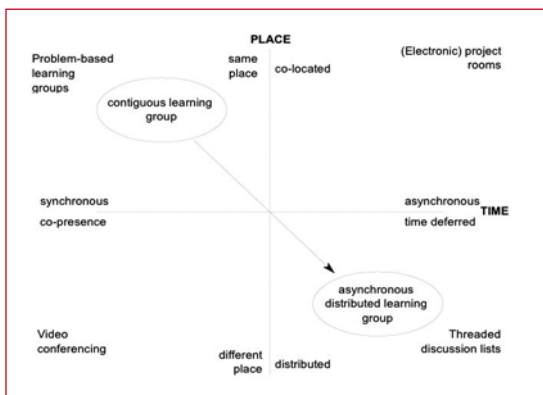 PLACE
Problem-based
learning
groups
same
place
co-located
(Electronic) project
rooms
contiguous learning
group
synchronous
co-presence
asynchronous
time deferred
TIME
asynchronous
distributed learning
group
Video
conferencing
different
place
distributed
Threaded
discussion lists